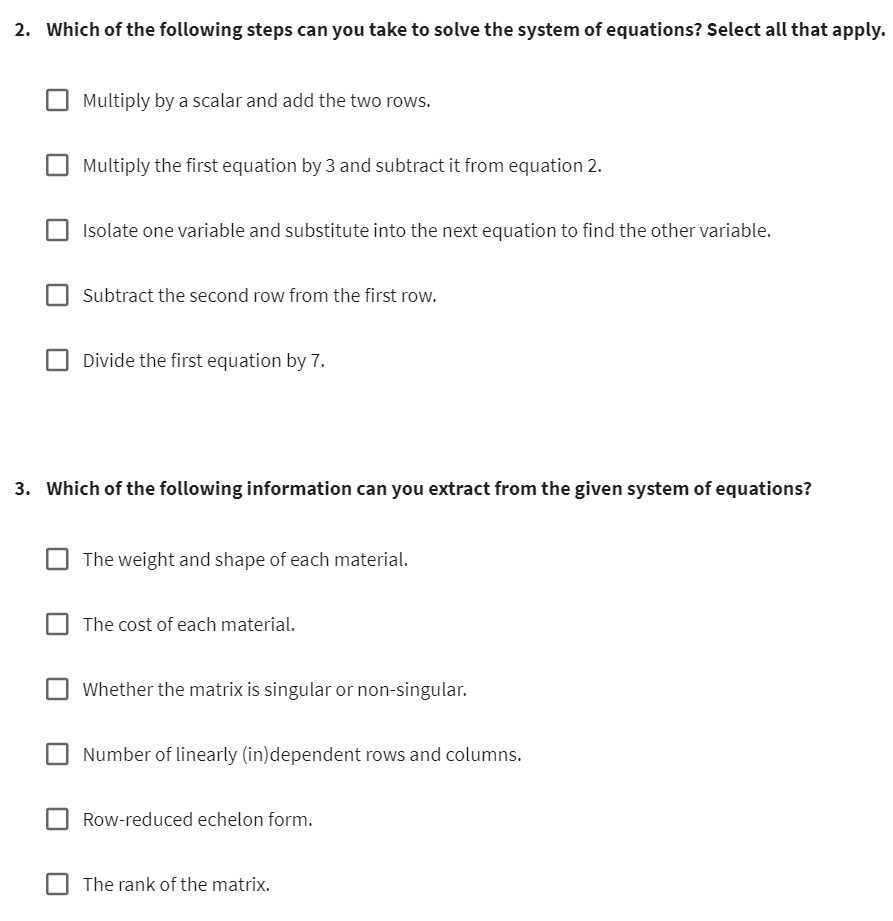 2. Which of the following steps can you take to solve the system of equations? Select all that apply.
Multiply by a scalar and add the two rows.
Multiply the first equation by 3 and subtract it from equation 2.
Isolate one variable and substitute into the next equation to find the other variable.
Subtract the second row from the first row.
Divide the first equation by 7.
3. Which of the following information can you extract from the given system of equations?
The weight and shape of each material.
The cost of each material.
Whether the matrix is singular or non-singular.
Number of linearly (in)dependent rows and columns.
Row-reduced echelon form.
The rank of the matrix.